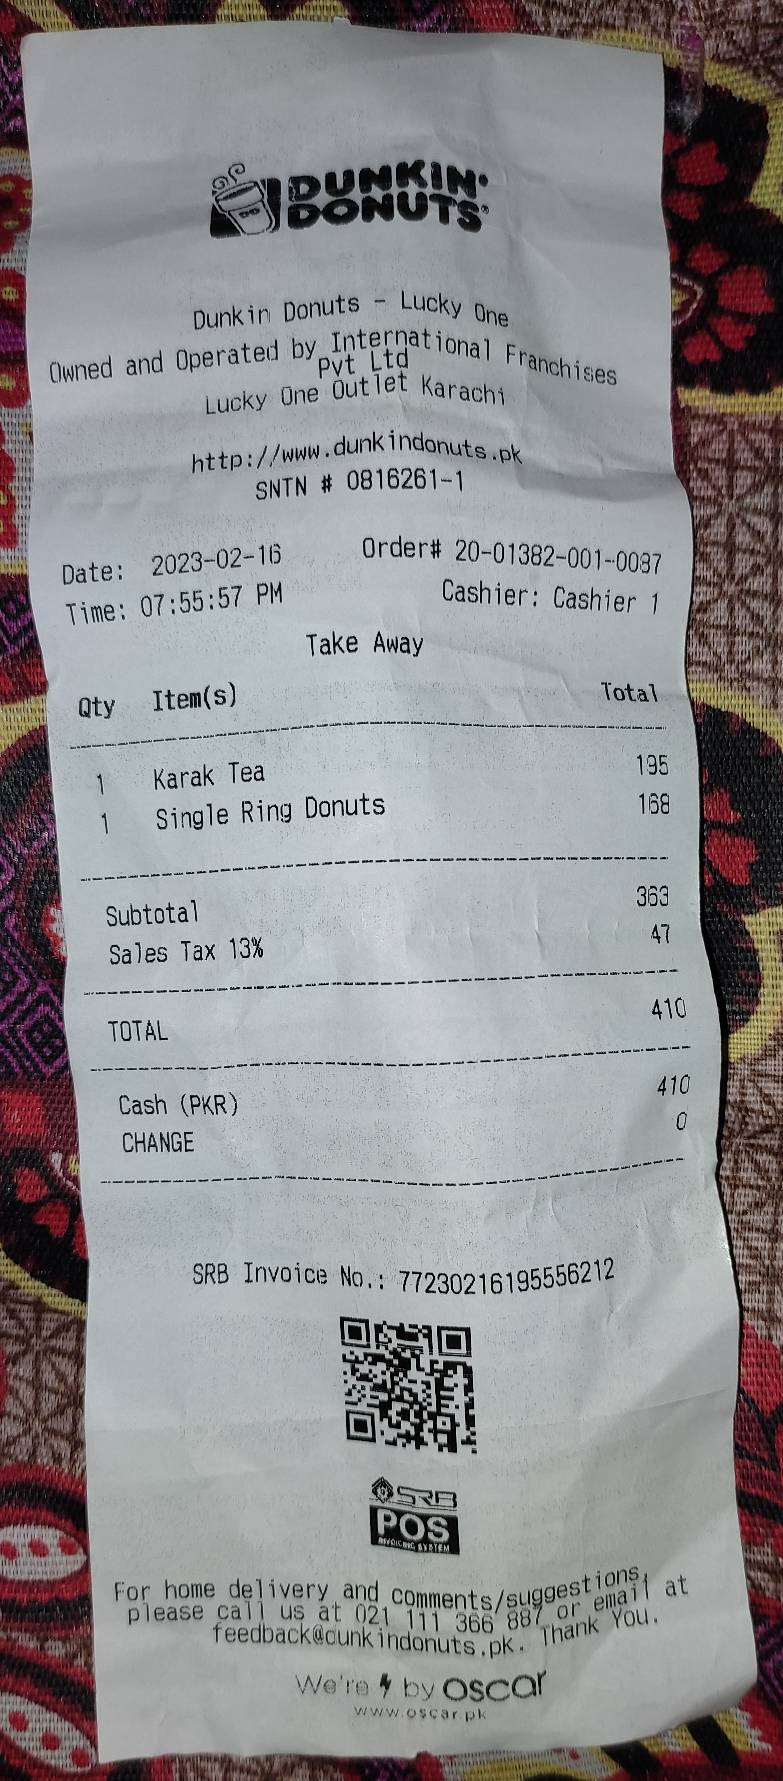 DUNKIN'
DONUTS®
Dunkin Donuts - Lucky One
Owned and Operated by International Franchises
Pvt Ltd
Lucky One Outlet Karachi
http://www.dunkindonuts.pk
SNTN # 0816261-1
Date: 2023-02-16 Order# 20-01382-001-0087
Time: 07:55:57 PM Cashier: Cashier 1
Take Away
Qty Item(s) Total
1 Karak Tea 195
1 Single Ring Donuts 168
Subtotal 363
Sales Tax 13% 47
TOTAL 410
Cash (PKR) 410
CHANGE 0
SRB Invoice No.: 77230216195556212
SRB
POS
INVOICING SYSTEM
For home delivery and comments/suggestions,
please call us at 021 111 366 887 or email at
feedback@dunkindonuts.pk. Thank You.
We're by oscar
www.oscar.pk